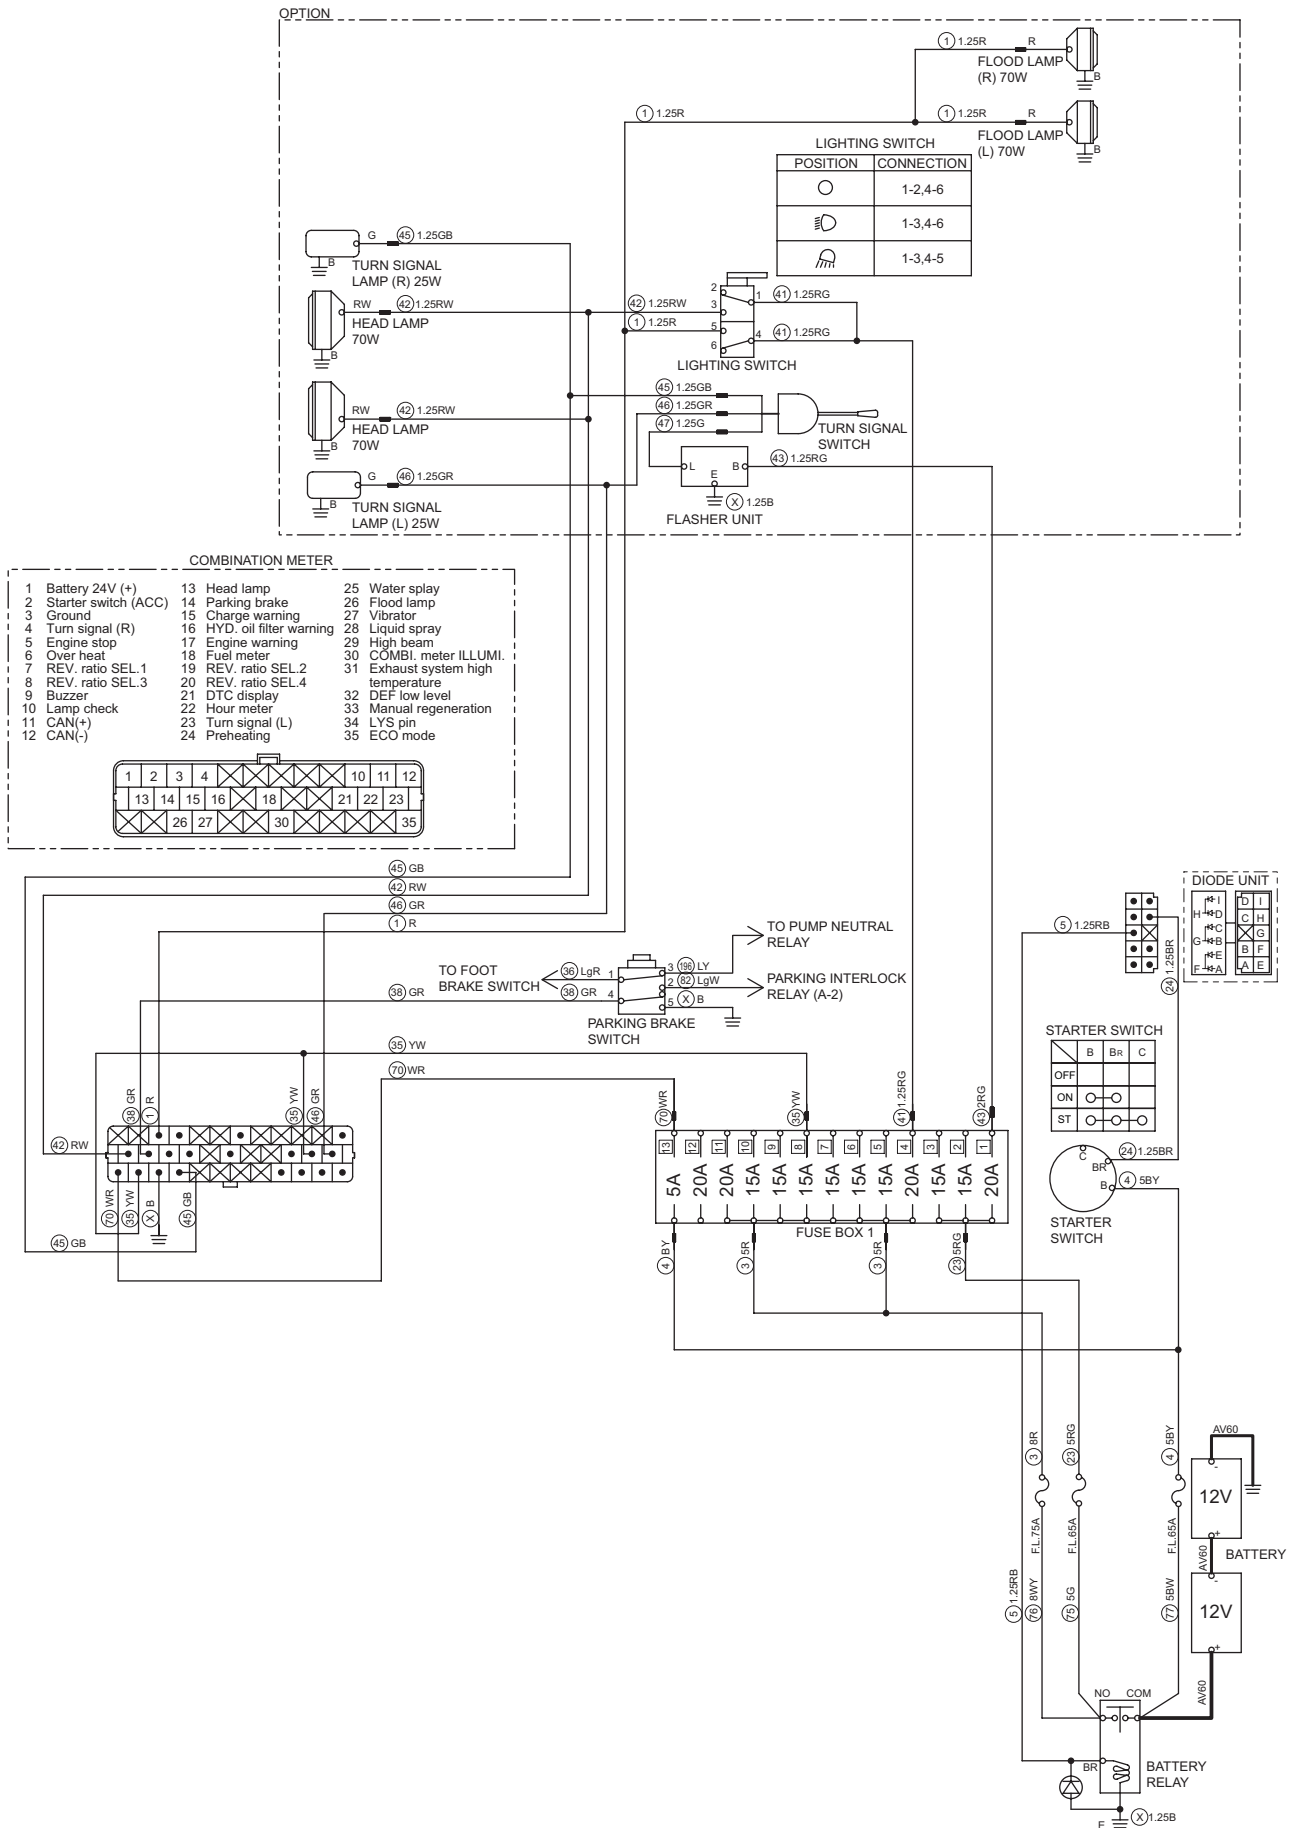 OPTION
1 1.25R R
FLOOD LAMP
(R) 70W
B
1 1.25R
1 1.25R R
FLOOD LAMP
(L) 70W
B
LIGHTING SWITCH
POSITION CONNECTION
1-2,4-6
1-3,4-6
1-3,4-5
G 45 1.25GB
B
TURN SIGNAL
LAMP (R) 25W
RW 42 1.25RW
HEAD LAMP
70W
B
42 1.25RW
1 1.25R
2
3
5
6
1
4
41 1.25RG
41 1.25RG
LIGHTING SWITCH
RW 42 1.25RW
HEAD LAMP
70W
B
45 1.25GB
46 1.25GR
47 1.25G
TURN SIGNAL
SWITCH
G 46 1.25GR
B
TURN SIGNAL
LAMP (L) 25W
L E B
43 1.25RG
X 1.25B
FLASHER UNIT
COMBINATION METER
1 Battery 24V (+)
2 Starter switch (ACC)
3 Ground
4 Turn signal (R)
5 Engine stop
6 Over heat
7 REV. ratio SEL.1
8 REV. ratio SEL.3
9 Buzzer
10 Lamp check
11 CAN(+)
12 CAN(-)
13 Head lamp
14 Parking brake
15 Charge warning
16 HYD. oil filter warning
17 Engine warning
18 Fuel meter
19 REV. ratio SEL.2
20 REV. ratio SEL.4
21 DTC display
22 Hour meter
23 Turn signal (L)
24 Preheating
25 Water splay
26 Flood lamp
27 Vibrator
28 Liquid spray
29 High beam
30 COMBI. meter ILLUMI.
31 Exhaust system high
temperature
32 DEF low level
33 Manual regeneration
34 LYS pin
35 ECO mode
1 2 3 4 10 11 12
13 14 15 16 18 21 22 23
26 27 30 35
45 GB
42 RW
46 GR
1 R
TO PUMP NEUTRAL
RELAY
TO FOOT
BRAKE SWITCH
36 LgR
1
3 196 LY
2 82 LgW
PARKING INTERLOCK
RELAY (A-2)
38 GR
38 GR
4
5 X B
PARKING BRAKE
SWITCH
35 YW
70 WR
38 GR
1 R
35 YW
46 GR
42 RW
70 WR
35 YW
X B
45 GB
45 GB
70 WR
35 YW
41 1.25RG
43 2RG
13 12 11 10 9 8 7 6 5 4 3 2 1
5A 20A 20A 15A 15A 15A 15A 15A 15A 20A 15A 15A 20A
FUSE BOX 1
4 BY
3 5R
3 5R
23 5RG
DIODE UNIT
I
H D
C
G B
E
F A
D I
C H
G
B F
A E
5 1.25RB
24 1.25BR
STARTER SWITCH
B BR C
OFF
ON
ST
C
BR
B
24 1.25BR
4 5BY
STARTER
SWITCH
3 8R
23 5RG
4 5BY
F.L.75A
F.L.65A
F.L.65A
5 1.25RB
76 8WY
75 5G
77 5BW
AV60
-
12V
+
AV60
BATTERY
-
12V
+
AV60
NO COM
BR
BATTERY
RELAY
E
X 1.25B